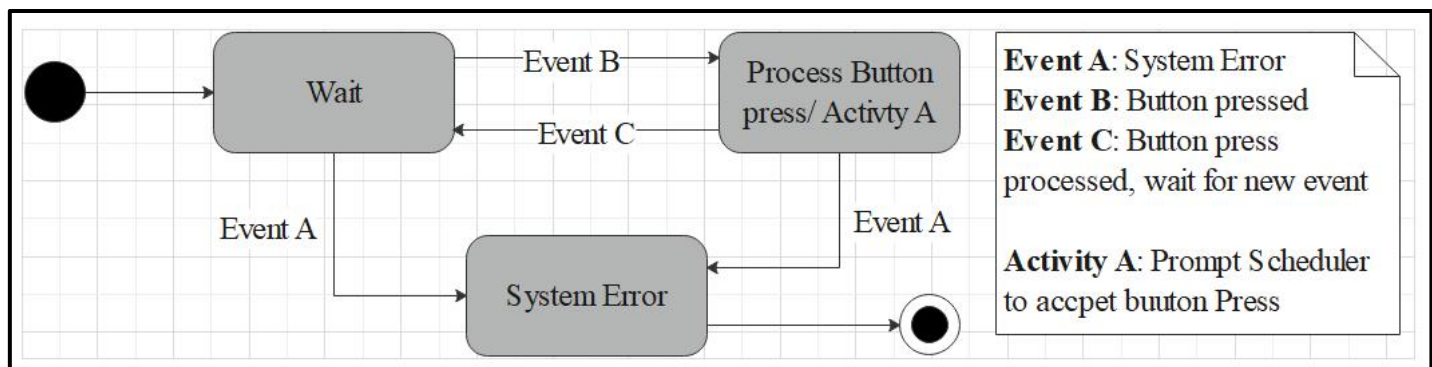 Wait
Event B
Process Button
press/ Activty A
Event C
Event A
Event A
System Error
Event A: System Error
Event B: Button pressed
Event C: Button press
processed, wait for new event
Activity A: Prompt Scheduler
to accpet buuton Press